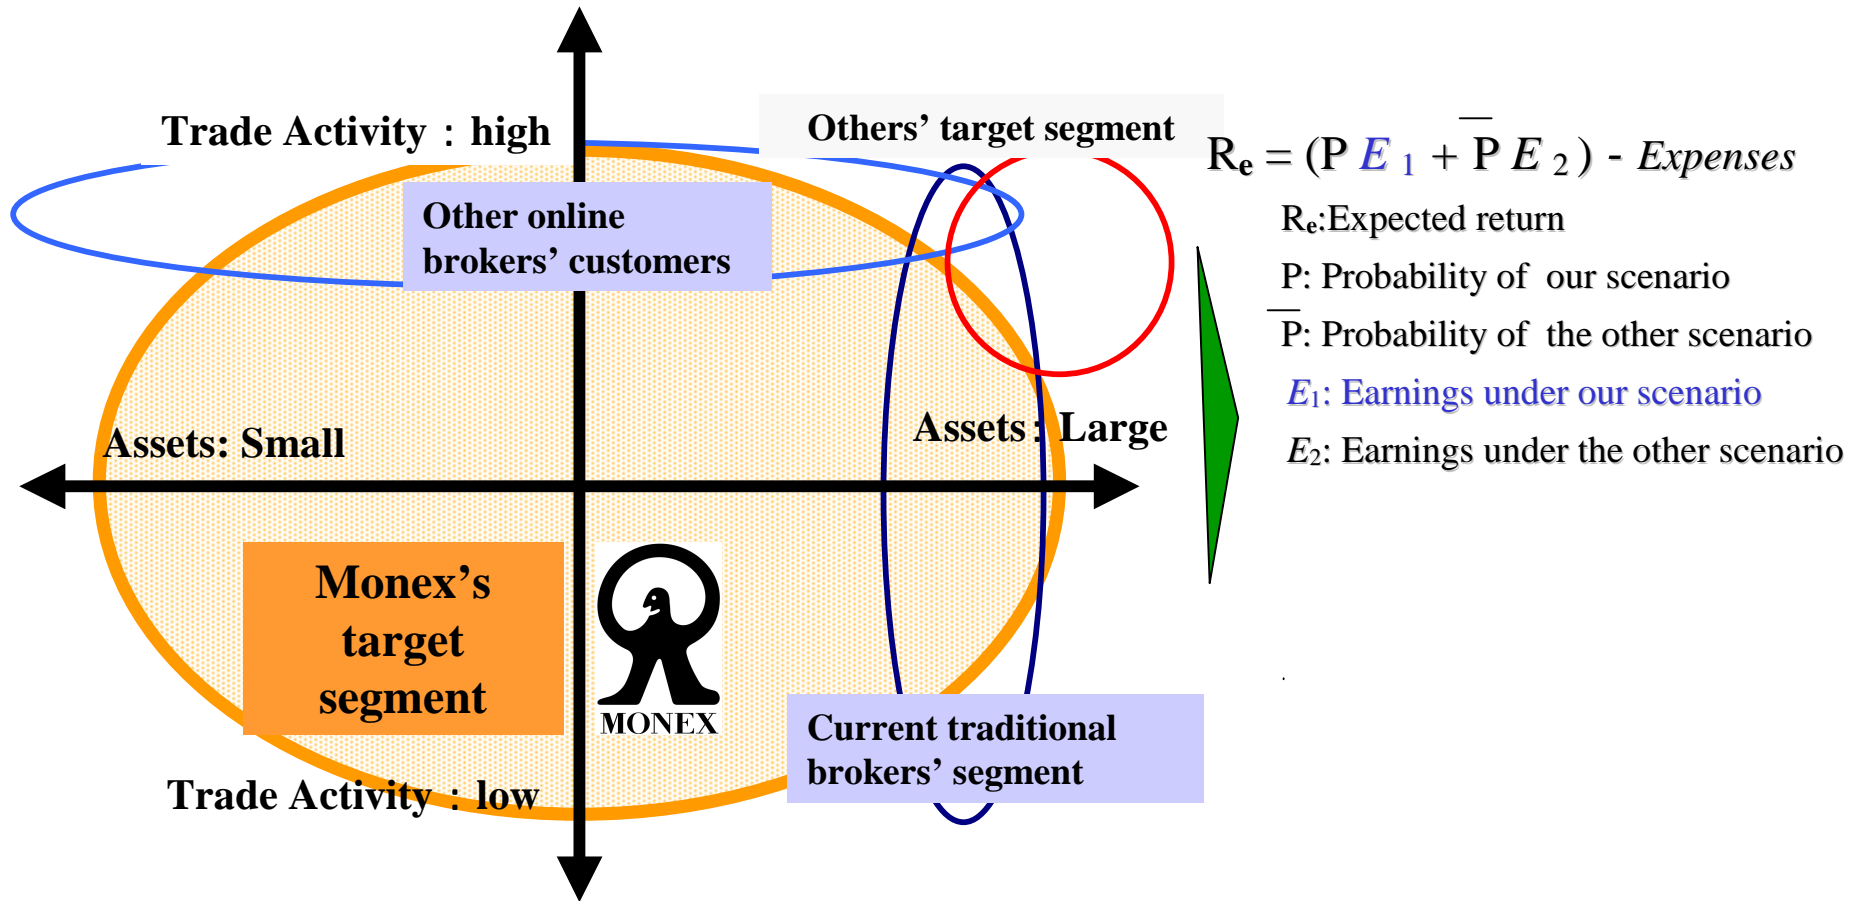 Trade Activity : high
Others’ target segment
Other online
brokers’ customers
Assets: Small
Assets: Large
Monex’s
target
segment
MONEX
Current traditional
brokers’ segment
Trade Activity : low
Rₑ = (P E₁ + P̅ E₂) - Expenses
Rₑ:Expected return
P: Probability of our scenario
P̅: Probability of the other scenario
E₁: Earnings under our scenario
E₂: Earnings under the other scenario